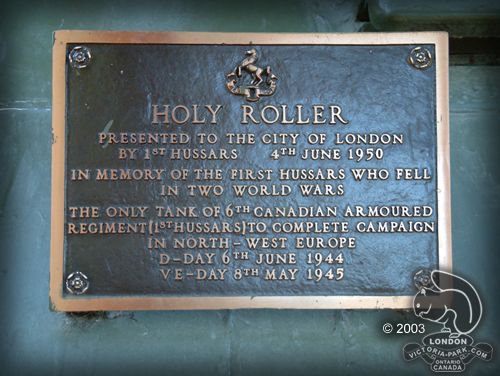 HOLY ROLLER
PRESENTED TO THE CITY OF LONDON
BY 1ST HUSSARS 4TH JUNE 1950
IN MEMORY OF THE FIRST HUSSARS WHO FELL
IN TWO WORLD WARS
THE ONLY TANK OF 6TH CANADIAN ARMOURED
REGIMENT (1ST HUSSARS) TO COMPLETE CAMPAIGN
IN NORTH-WEST EUROPE
D-DAY 6TH JUNE 1944
VE-DAY 8TH MAY 1945
© 2003
LONDON
VICTORIA-PARK.COM
ONTARIO
CANADA